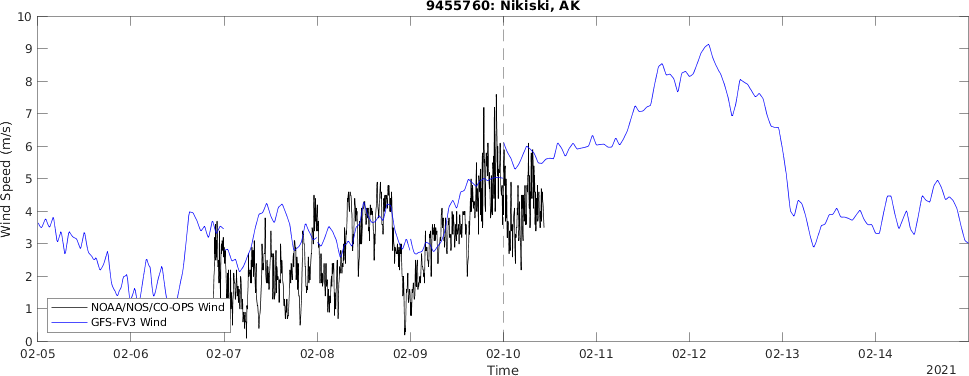 9455760: Nikiski, AK
10
9
8
7
6
5
4
3
2
1
0
Wind Speed (m/s)
NOAA/NOS/CO-OPS Wind
GFS-FV3 Wind
02-05 02-06 02-07 02-08 02-09 02-10 02-11 02-12 02-13 02-14
Time
2021